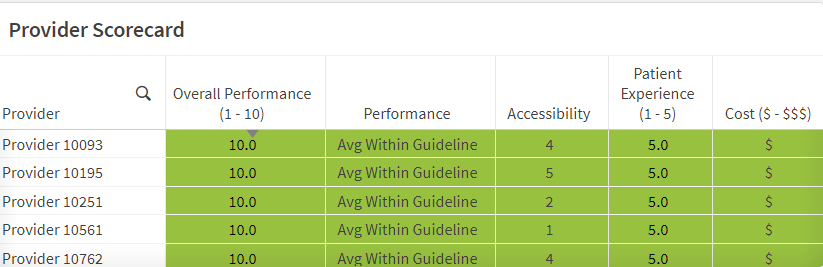 Provider Scorecard
Provider Overall Performance (1 - 10) Performance Accessibility Patient Experience (1 - 5) Cost ($ - $$$)
Provider 10093 10.0 Avg Within Guideline 4 5.0 $
Provider 10195 10.0 Avg Within Guideline 5 5.0 $
Provider 10251 10.0 Avg Within Guideline 2 5.0 $
Provider 10561 10.0 Avg Within Guideline 1 5.0 $
Provider 10762 10.0 Avg Within Guideline 4 5.0 $